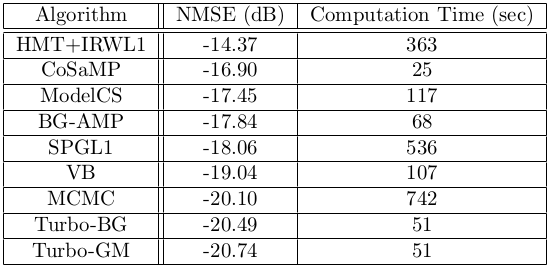 Algorithm NMSE (dB) Computation Time (sec)
HMT+IRWL1 -14.37 363
CoSaMP -16.90 25
ModelCS -17.45 117
BG-AMP -17.84 68
SPGL1 -18.06 536
VB -19.04 107
MCMC -20.10 742
Turbo-BG -20.49 51
Turbo-GM -20.74 51